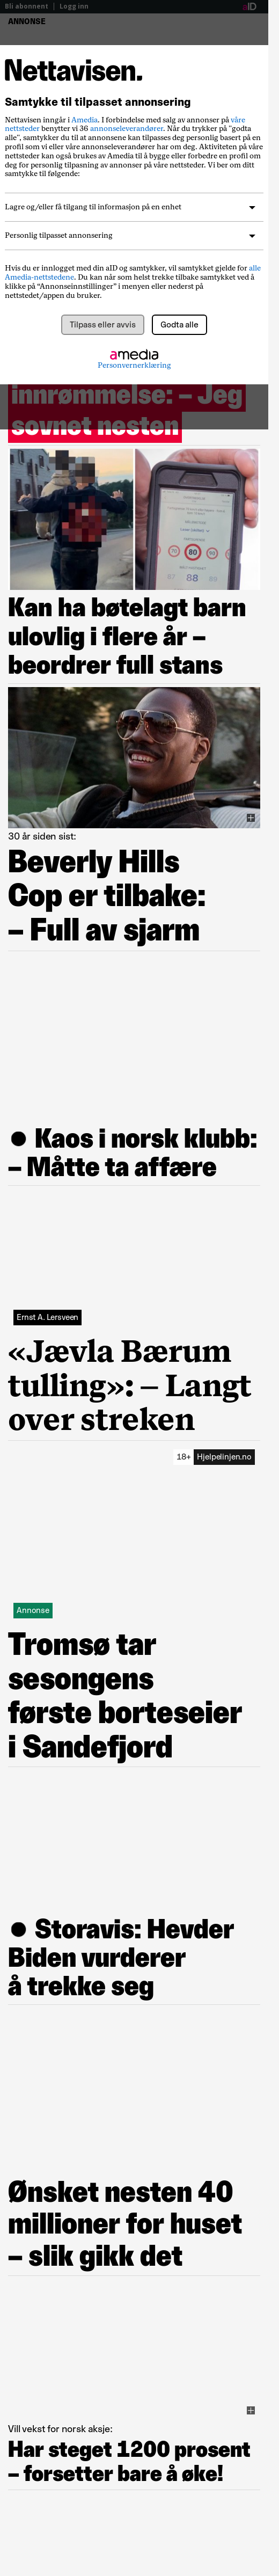 Bli abonnent | Logg inn
aID
ANNONSE
Nettavisen.
Samtykke til tilpasset annonsering
Nettavisen inngår i Amedia. I forbindelse med salg av annonser på våre
nettsteder benytter vi 36 annonseleverandører. Når du trykker på “godta
alle”, samtykker du til at annonser kan tilpasses deg personlig basert på en
profil som vi eller våre annonseleverandører har om deg. Aktiviteten på våre
nettsteder kan også brukes av Amedia til å bygge eller forbedre en profil om
deg for personlig tilpasning av annonser på våre nettsteder. Vi ber om ditt
samtykke til følgende:
Lagre og/eller få tilgang til informasjon på en enhet
Personlig tilpasset annonsering
Hvis du er innlogget med din aID og samtykker, vil samtykket gjelde for alle
Amedia-nettstedene. Du kan når som helst trekke tilbake samtykket ved å
klikke på “Annonseinnstillinger” i menyen eller nederst på
nettstedet/appen du bruker.
Tilpass eller avvis
Godta alle
amedia
Personvernerklæring
innrømmelse: – Jeg
sovnet nesten
70
80
90
87 88
Kan ha bøtelagt barn
ulovlig i flere år –
beordrer full stans
30 år siden sist:
Beverly Hills
Cop er tilbake:
– Full av sjarm
● Kaos i norsk klubb:
– Måtte ta affære
Ernst A. Lersveen
«Jævla Bærum
tulling»: – Langt
over streken
18+ Hjelpelinjen.no
Annonse
Tromsø tar
sesongens
første borteseier
i Sandefjord
● Storavis: Hevder
Biden vurderer
å trekke seg
Ønsket nesten 40
millioner for huset
– slik gikk det
Vill vekst for norsk aksje:
Har steget 1200 prosent
– forsetter bare å øke!